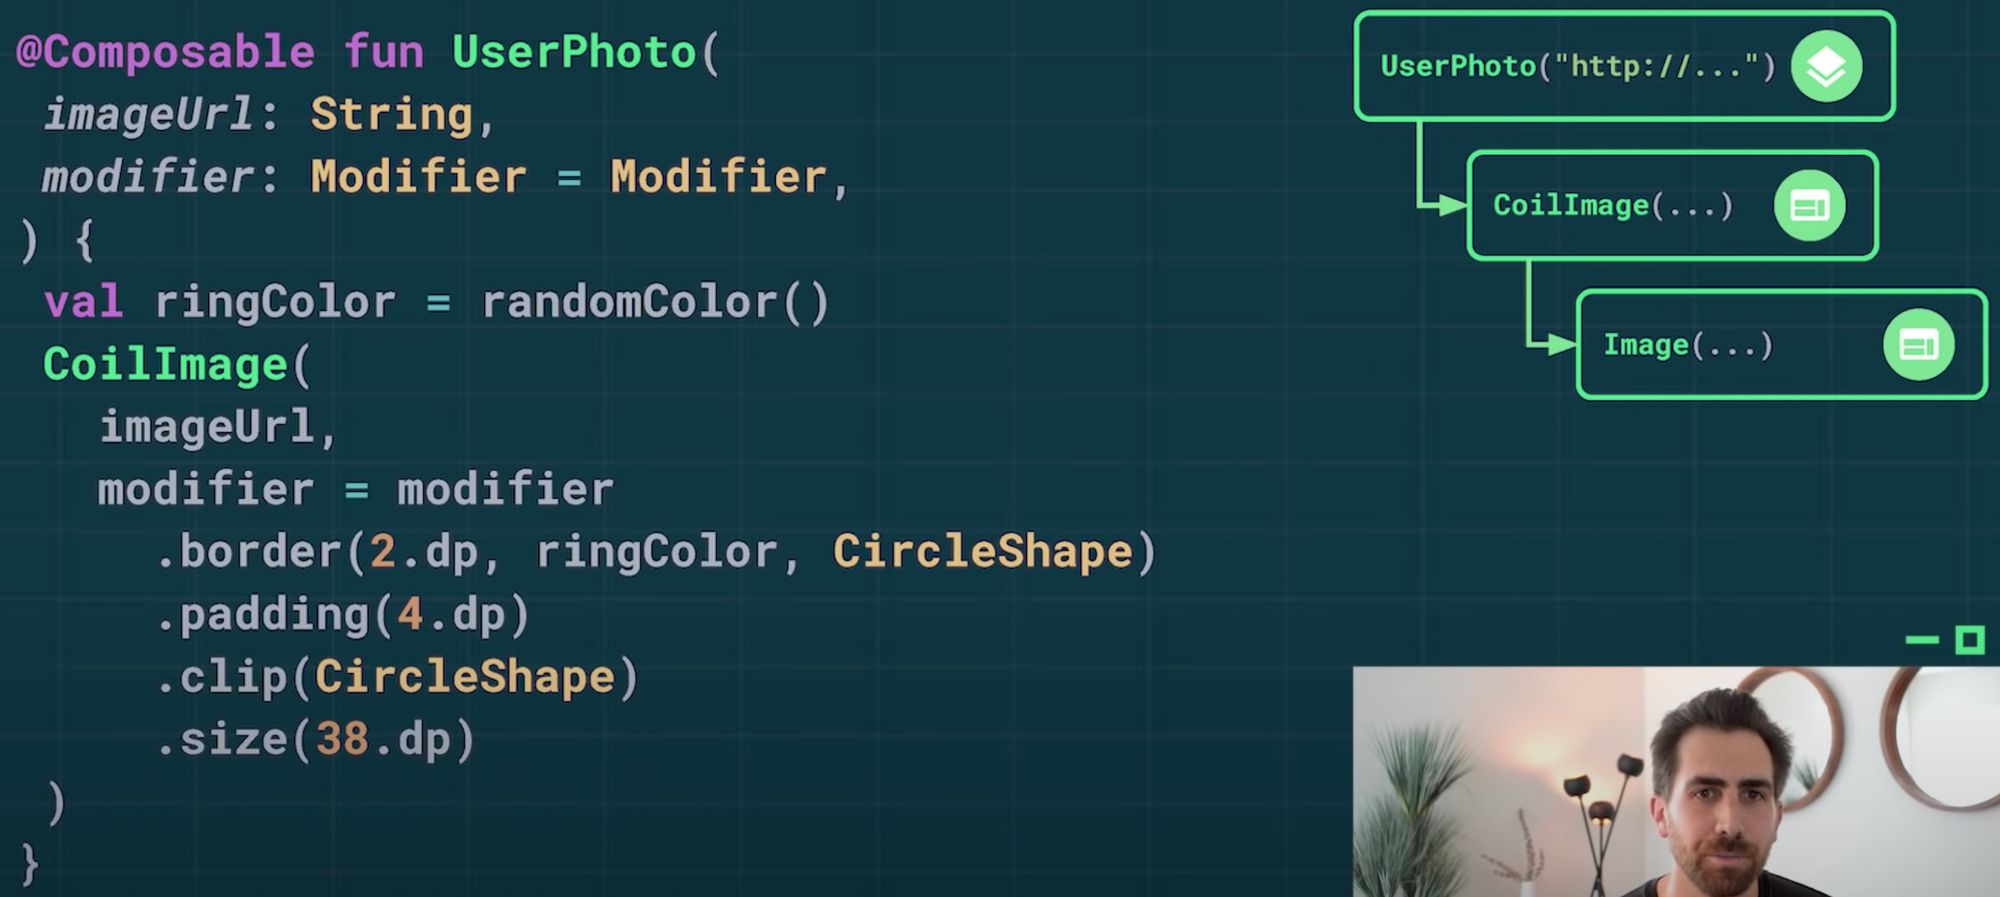 @Composable fun UserPhoto(
imageUrl: String,
modifier: Modifier = Modifier,
) {
val ringColor = randomColor()
CoilImage(
imageUrl,
modifier = modifier
.border(2.dp, ringColor, CircleShape)
.padding(4.dp)
.clip(CircleShape)
.size(38.dp)
)
}
UserPhoto("http://...")
CoilImage(...)
Image(...)